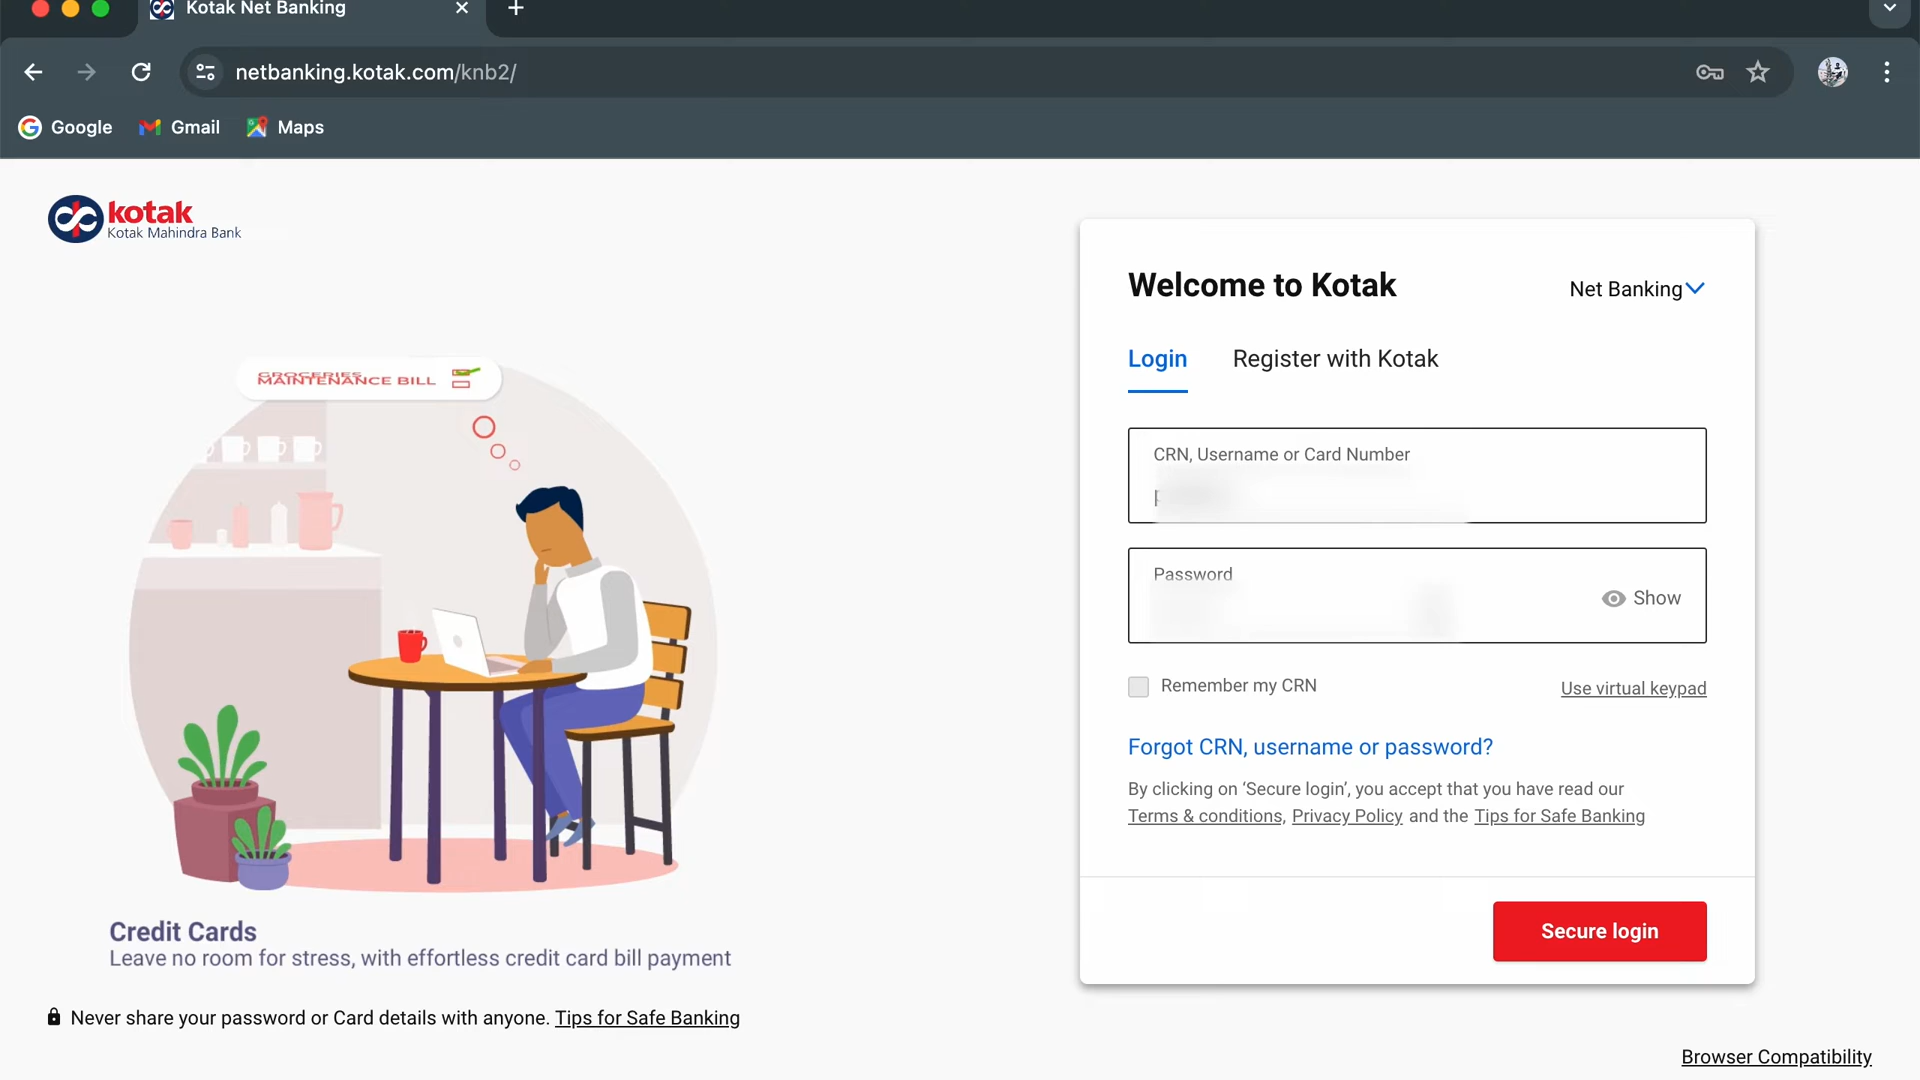 Kotak Net Banking
netbanking.kotak.com/knb2/
Google Gmail Maps
kotak
Kotak Mahindra Bank
Welcome to Kotak
Net Banking
Login Register with Kotak
CRN, Username or Card Number
Password
Show
Remember my CRN
Use virtual keypad
Forgot CRN, username or password?
By clicking on ‘Secure login’, you accept that you have read our
Terms & conditions, Privacy Policy and the Tips for Safe Banking
Secure login
GROCERIES
MAINTENANCE BILL
Credit Cards
Leave no room for stress, with effortless credit card bill payment
Never share your password or Card details with anyone. Tips for Safe Banking
Browser Compatibility